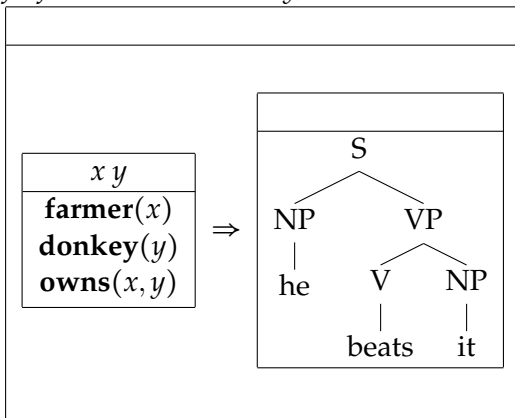 x y
farmer(x)
donkey(y)
owns(x, y)
⇒
S
NP VP
he V NP
beats it